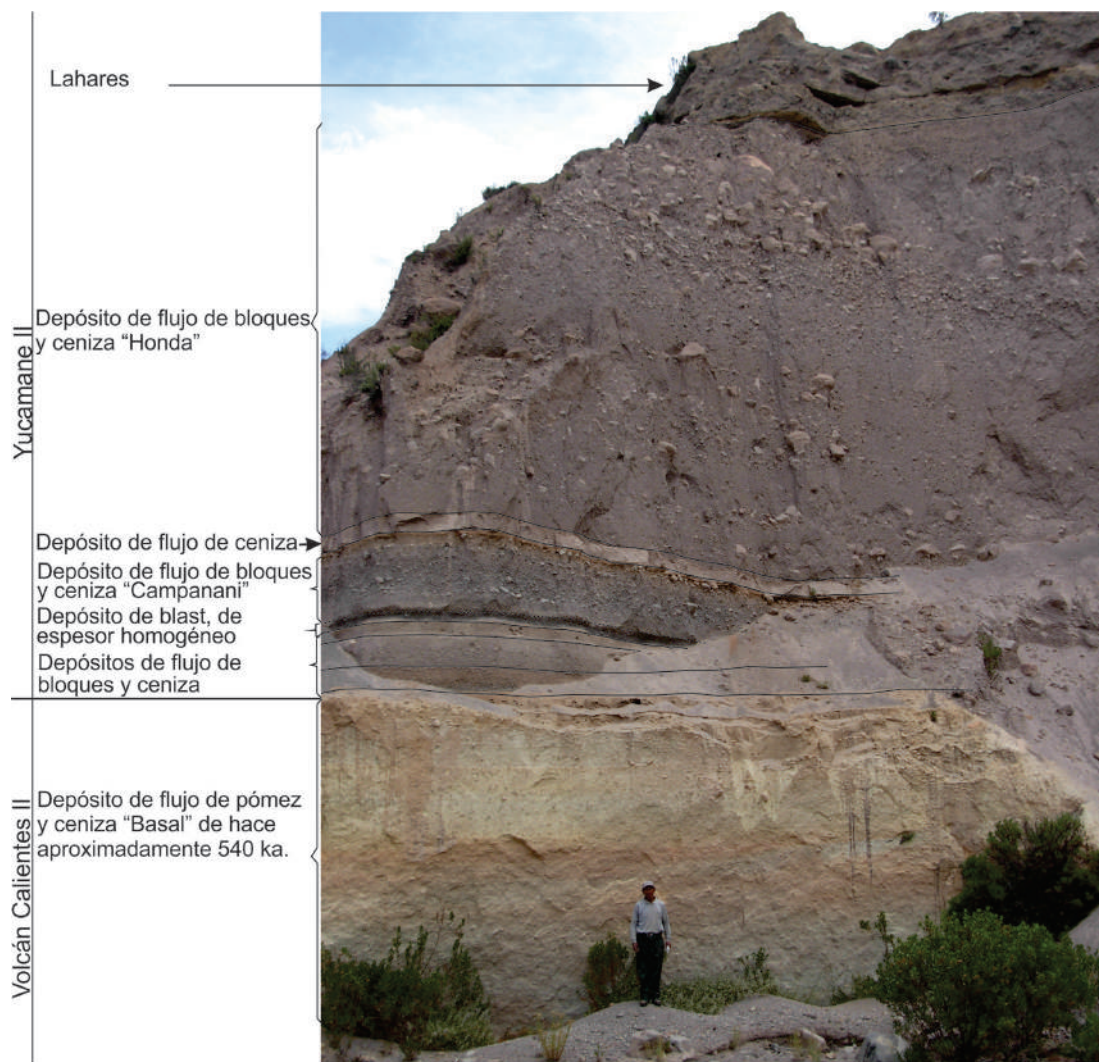 Lahares
Yucamane II
Depósito de flujo de bloques
y ceniza “Honda”
Depósito de flujo de ceniza
Depósito de flujo de bloques
y ceniza “Campanani”
Depósito de blast, de
espesor homogéneo
Depósitos de flujo de
bloques y ceniza
Volcán Calientes II
Depósito de flujo de pómez
y ceniza “Basal” de hace
aproximadamente 540 ka.